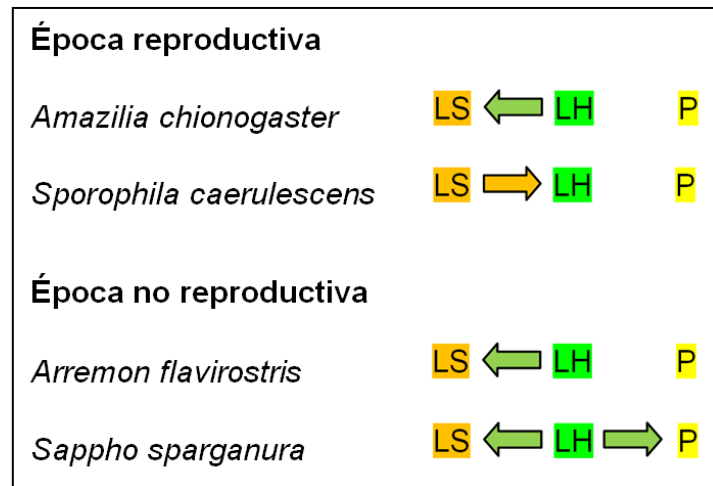 Época reproductiva
Amazilia chionogaster LS LH P
Sporophila caerulescens LS LH P
Época no reproductiva
Arremon flavirostris LS LH P
Sappho sparganura LS LH P